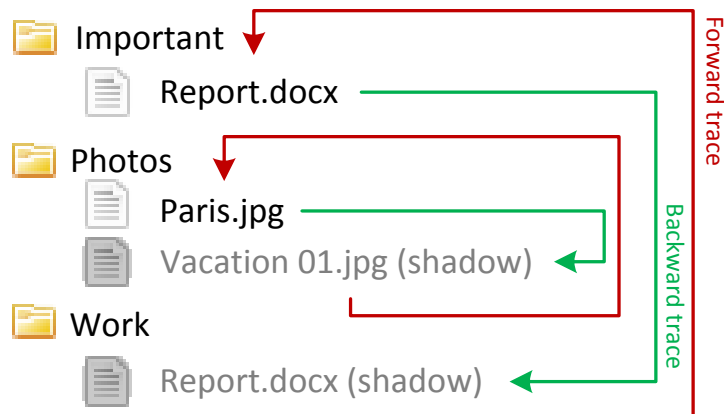 Important
Report.docx
Photos
Paris.jpg
Vacation 01.jpg (shadow)
Work
Report.docx (shadow)
Forward trace
Backward trace